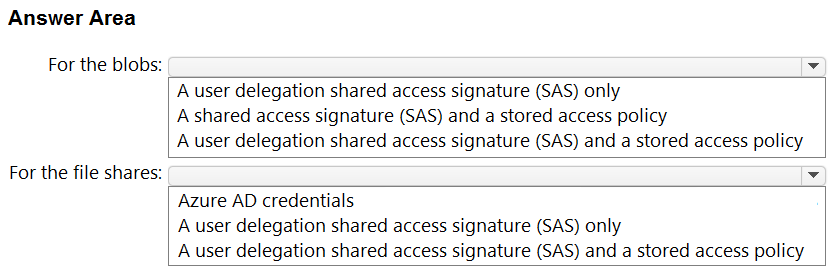 Answer Area
For the blobs:
A user delegation shared access signature (SAS) only
A shared access signature (SAS) and a stored access policy
A user delegation shared access signature (SAS) and a stored access policy
For the file shares:
Azure AD credentials
A user delegation shared access signature (SAS) only
A user delegation shared access signature (SAS) and a stored access policy